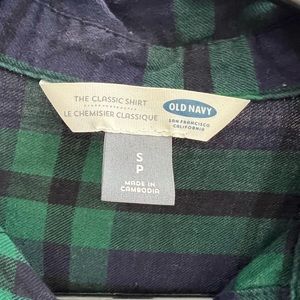 THE CLASSIC SHIRT
LE CHEMISIER CLASSIQUE
OLD NAVY
SAN FRANCISCO
CALIFORNIA
S
P
MADE IN
CAMBODIA